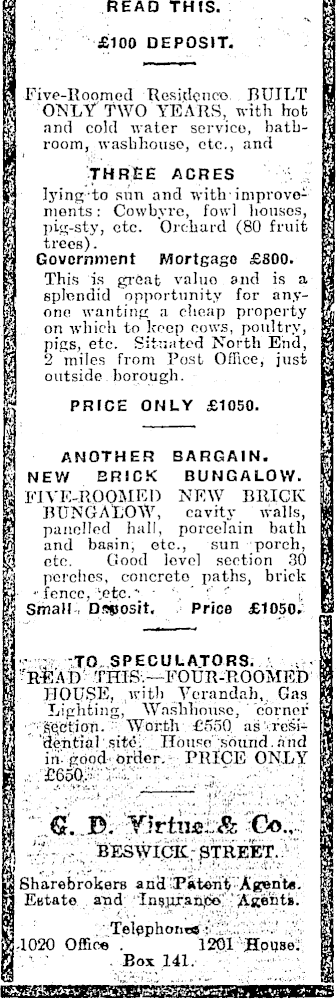 READ THIS.
£100 DEPOSIT.
Five-Roomed Residence BUILT
ONLY TWO YEARS, with hot
and cold water service, bath-
room, washhouse, etc., and
THREE ACRES
lying to sun and with improve-
ments: Cowbyre, fowl houses,
pig-sty, etc. Orchard (80 fruit
trees).
Government Mortgage £800.
This is great value and is a
splendid opportunity for any-
one wanting a cheap property
on which to keep cows, poultry,
pigs, etc. Situated North End,
2 miles from Post Office, just
outside borough.
PRICE ONLY £1050.
ANOTHER BARGAIN.
NEW BRICK BUNGALOW.
FIVE-ROOMED NEW BRICK
BUNGALOW, cavity walls,
panelled hall, porcelain bath
and basin, etc., sun porch,
etc. Good level section 30
perches, concrete paths, brick
fence, etc.
Small Deposit. Price £1050.
TO SPECULATORS.
READ THIS.—FOUR-ROOMED
HOUSE, with Verandah, Gas
Lighting, Washhouse, corner
section. Worth £550 as resi-
dential site. House sound and
in good order. PRICE ONLY
£650.
G. D. Virtue & Co.,
BESWICK STREET.
Sharebrokers and Patent Agents.
Estate and Insurance Agents.
Telephones:
1020 Office. 1201 House.
Box 141.